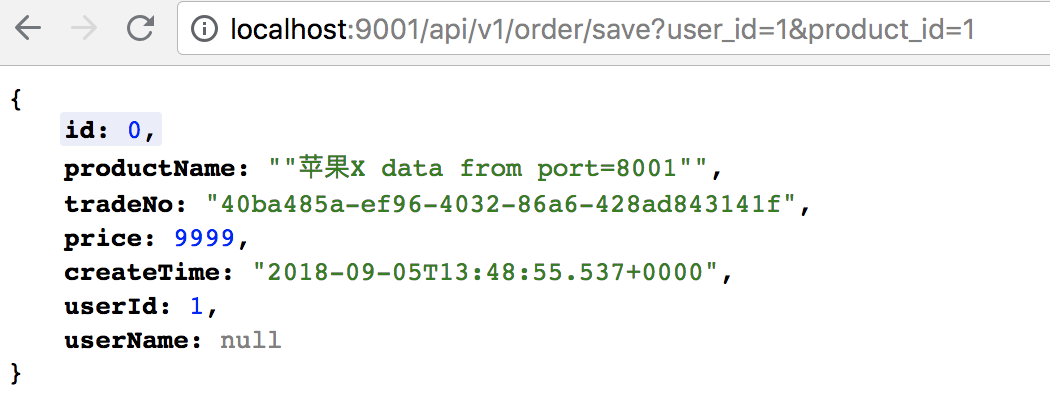 localhost:9001/api/v1/order/save?user_id=1&product_id=1
{
id: 0,
productName: ""苹果X data from port=8001"",
tradeNo: "40ba485a-ef96-4032-86a6-428ad843141f",
price: 9999,
createTime: "2018-09-05T13:48:55.537+0000",
userId: 1,
userName: null
}